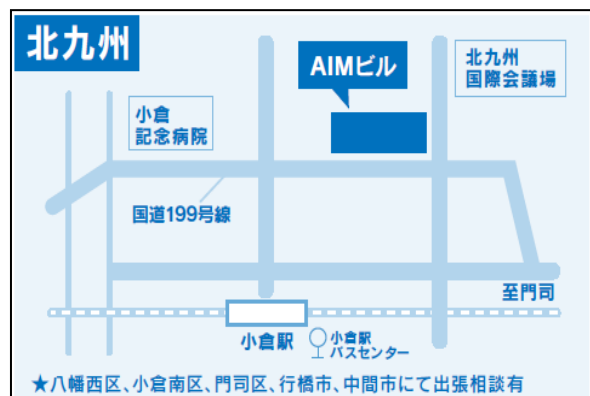 北九州
AIMビル
北九州
国際会議場
小倉
記念病院
国道199号線
至門司
小倉駅
小倉駅
バスセンター
★八幡西区、小倉南区、門司区、行橋市、中間市にて出張相談有